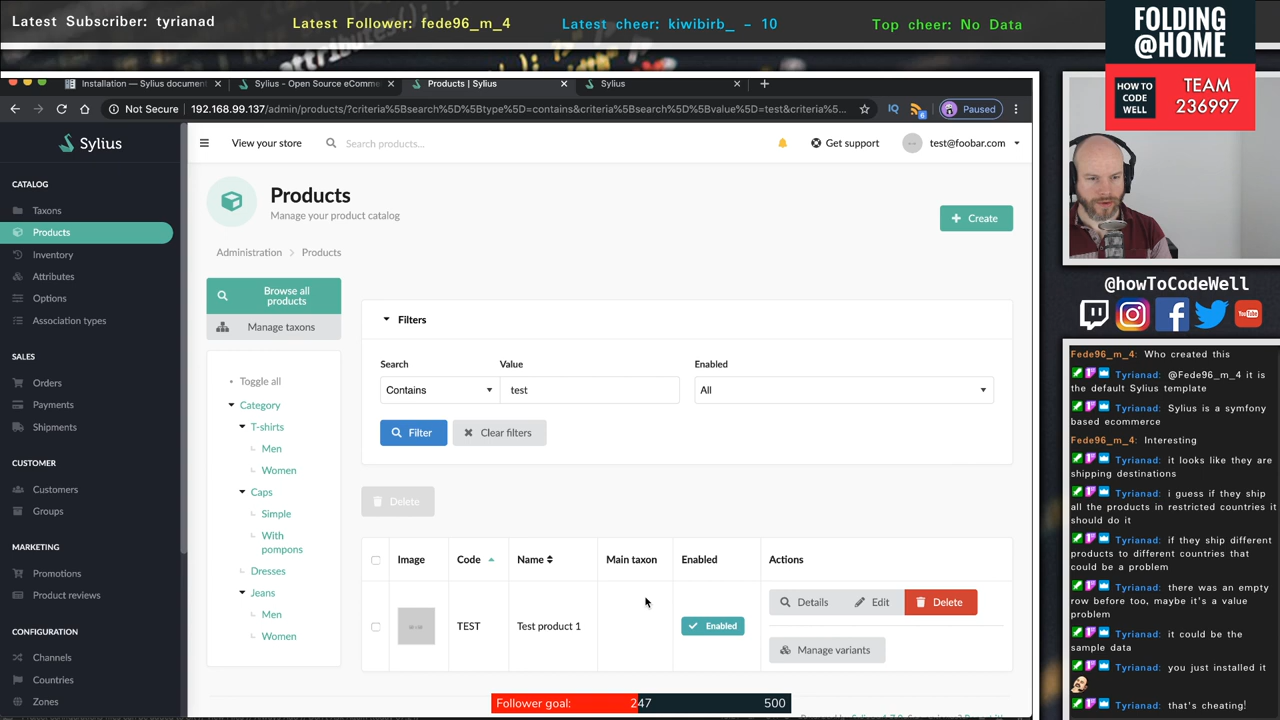 Latest Subscriber: tyrianad
Latest Follower: fede96_m_4
Latest cheer: kiwibirb_ - 10
Top cheer: No Data
FOLDING
@HOME
HOW TO
CODE
WELL
TEAM
236997
Installation — Sylius document
Sylius - Open Source eComme
Products | Sylius
Sylius
Not Secure
192.168.99.137/admin/products/?criteria%5Bsearch%5D%5Btype%5D=contains&criteria%5Bsearch%5D%5Bvalue%5D=test&criteria%...
Paused
Sylius
View your store
Search products...
Get support
test@foobar.com
CATALOG
Taxons
Products
Inventory
Attributes
Options
Association types
SALES
Orders
Payments
Shipments
CUSTOMER
Customers
Groups
MARKETING
Promotions
Product reviews
CONFIGURATION
Channels
Countries
Zones
Products
Manage your product catalog
Create
Administration
Products
Browse all
products
Manage taxons
Toggle all
Category
T-shirts
Men
Women
Caps
Simple
With
pompons
Dresses
Jeans
Men
Women
Filters
Search
Value
Enabled
Contains
test
All
Filter
Clear filters
Delete
Image
Code
Name
Main taxon
Enabled
Actions
TEST
Test product 1
Enabled
Details
Edit
Delete
Manage variants
Follower goal:
247
500
@howToCodeWell
You
Tube
Fede96_m_4: Who created this
Tyrianad: @Fede96_m_4 it is
the default Sylius template
Tyrianad: Sylius is a symfony
based ecommerce
Fede96_m_4: Interesting
Tyrianad: it looks like they are
shipping destinations
Tyrianad: i guess if they ship
all the products in restricted countries it
should do it
Tyrianad: if they ship different
products to different countries that
could be a problem
Tyrianad: there was an empty
row before too, maybe it's a value
problem
Tyrianad: it could be the
sample data
Tyrianad: you just installed it
Tyrianad: that's cheating!